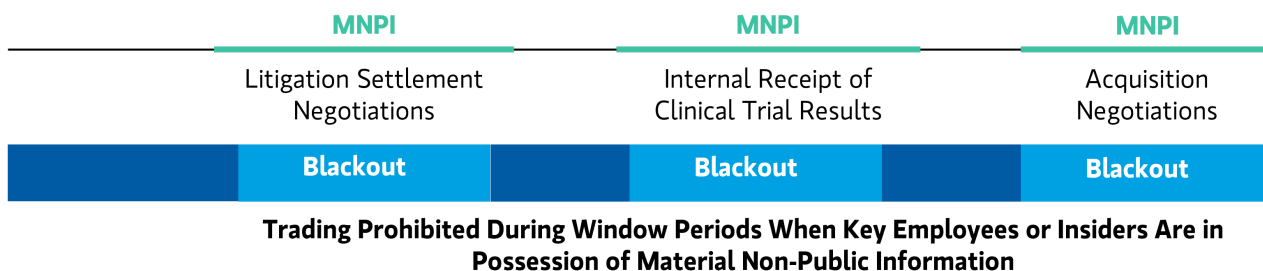 MNPI MNPI MNPI
Litigation Settlement Negotiations
Internal Receipt of Clinical Trial Results
Acquisition Negotiations
Blackout Blackout Blackout
Trading Prohibited During Window Periods When Key Employees or Insiders Are in
Possession of Material Non-Public Information